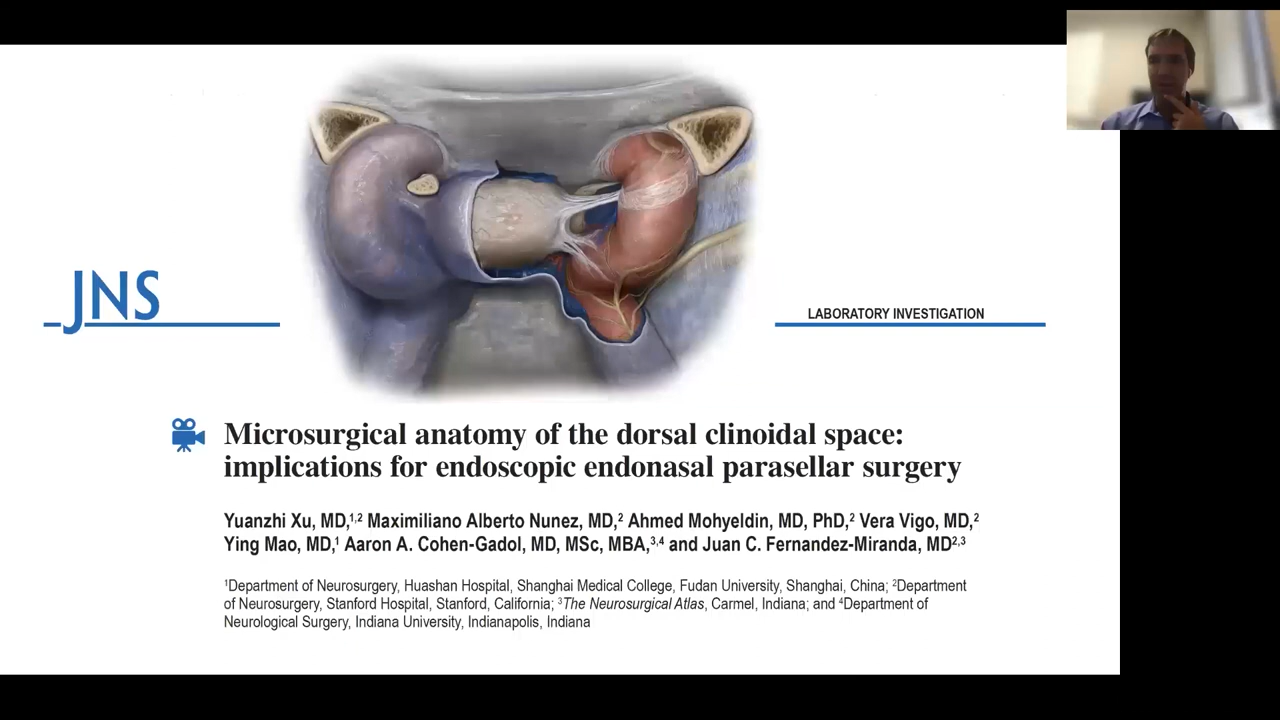 JNS
LABORATORY INVESTIGATION
Microsurgical anatomy of the dorsal clinoidal space:
implications for endoscopic endonasal parasellar surgery
Yuanzhi Xu, MD,1,2 Maximiliano Alberto Nunez, MD,2 Ahmed Mohyeldin, MD, PhD,2 Vera Vigo, MD,2
Ying Mao, MD,1 Aaron A. Cohen-Gadol, MD, MSc, MBA,3,4 and Juan C. Fernandez-Miranda, MD2,3
1Department of Neurosurgery, Huashan Hospital, Shanghai Medical College, Fudan University, Shanghai, China; 2Department
of Neurosurgery, Stanford Hospital, Stanford, California; 3The Neurosurgical Atlas, Carmel, Indiana; and 4Department of
Neurological Surgery, Indiana University, Indianapolis, Indiana